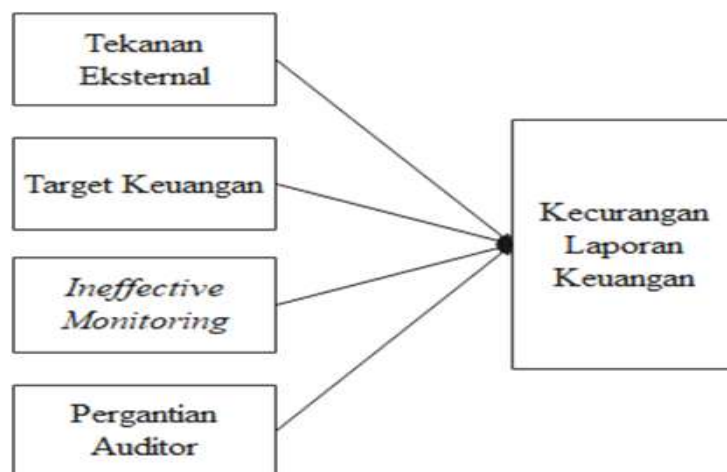 Tekanan
Eksternal
Target Keuangan
Ineffective
Monitoring
Pergantian
Auditor
Kecurangan
Laporan
Keuangan